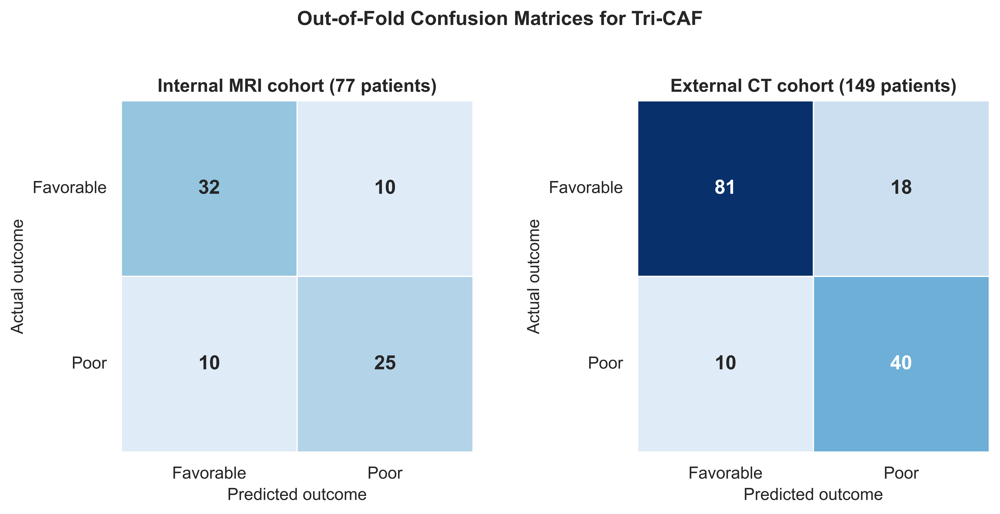 Out-of-Fold Confusion Matrices for Tri-CAF
Internal MRI cohort (77 patients)
Actual outcome
Favorable
32
10
Poor
10
25
Favorable
Poor
Predicted outcome
External CT cohort (149 patients)
Actual outcome
Favorable
81
18
Poor
10
40
Favorable
Poor
Predicted outcome